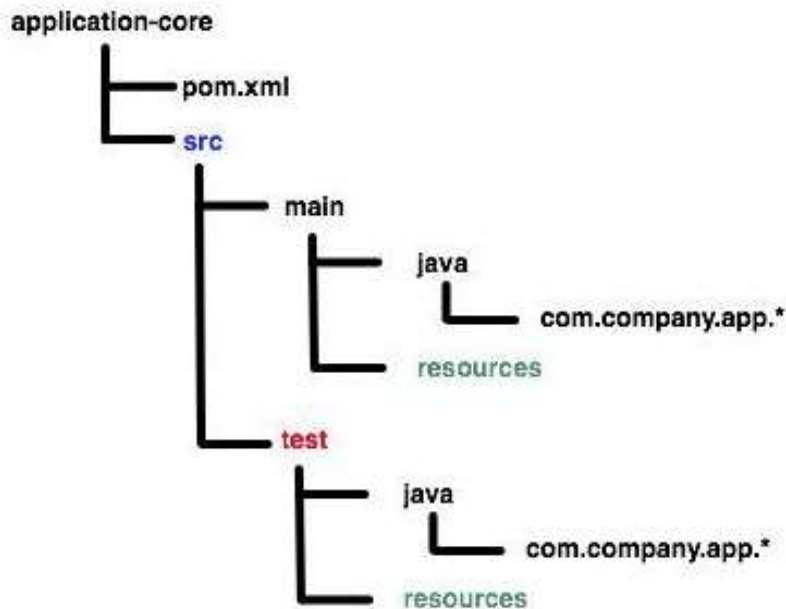 application-core
pom.xml
src
main
java
com.company.app.*
resources
test
java
com.company.app.*
resources